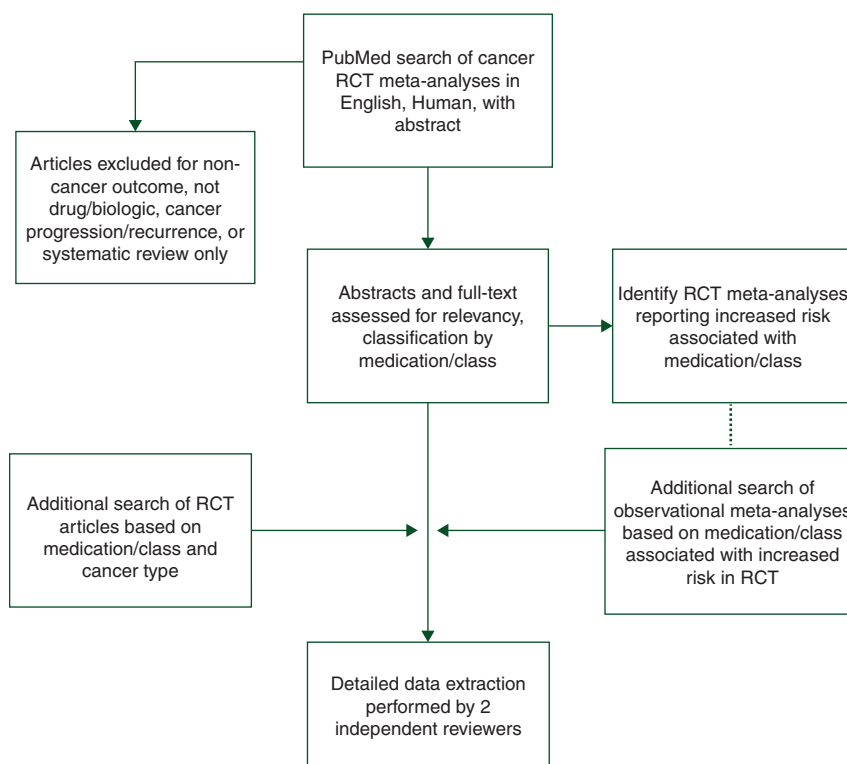 PubMed search of cancer
RCT meta-analyses in
English, Human, with
abstract
Articles excluded for non-
cancer outcome, not
drug/biologic, cancer
progression/recurrence, or
systematic review only
Abstracts and full-text
assessed for relevancy,
classification by
medication/class
Identify RCT meta-analyses
reporting increased risk
associated with
medication/class
Additional search of RCT
articles based on
medication/class and
cancer type
Additional search of
observational meta-analyses
based on medication/class
associated with increased
risk in RCT
Detailed data extraction
performed by 2
independent reviewers